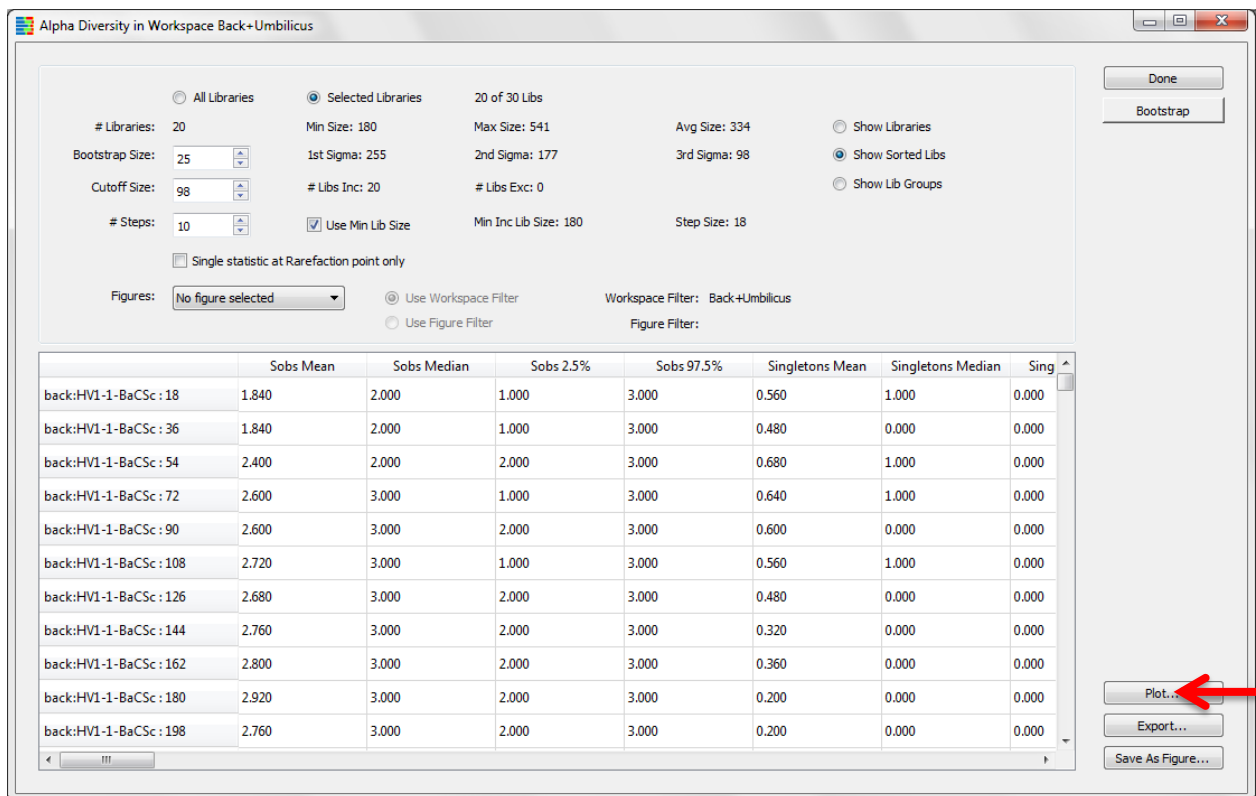 Alpha Diversity in Workspace Back+Umbilicus
Done
Bootstrap
All Libraries Selected Libraries 20 of 30 Libs
# Libraries: 20 Min Size: 180 Max Size: 541 Avg Size: 334 Show Libraries
Bootstrap Size: 25 1st Sigma: 255 2nd Sigma: 177 3rd Sigma: 98 Show Sorted Libs
Cutoff Size: 98 # Libs Inc: 20 # Libs Exc: 0 Show Lib Groups
# Steps: 10 Use Min Lib Size Min Inc Lib Size: 180 Step Size: 18
Single statistic at Rarefaction point only
Figures: No figure selected Use Workspace Filter Workspace Filter: Back+Umbilicus
Use Figure Filter Figure Filter:
Sobs Mean Sobs Median Sobs 2.5% Sobs 97.5% Singletons Mean Singletons Median Sing
back:HV1-1-BaCSc : 18 1.840 2.000 1.000 3.000 0.560 1.000 0.000
back:HV1-1-BaCSc : 36 1.840 2.000 1.000 3.000 0.480 0.000 0.000
back:HV1-1-BaCSc : 54 2.400 2.000 2.000 3.000 0.680 1.000 0.000
back:HV1-1-BaCSc : 72 2.600 3.000 1.000 3.000 0.640 1.000 0.000
back:HV1-1-BaCSc : 90 2.600 3.000 2.000 3.000 0.600 0.000 0.000
back:HV1-1-BaCSc : 108 2.720 3.000 1.000 3.000 0.560 1.000 0.000
back:HV1-1-BaCSc : 126 2.680 3.000 2.000 3.000 0.480 0.000 0.000
back:HV1-1-BaCSc : 144 2.760 3.000 2.000 3.000 0.320 0.000 0.000
back:HV1-1-BaCSc : 162 2.800 3.000 2.000 3.000 0.360 0.000 0.000
back:HV1-1-BaCSc : 180 2.920 3.000 2.000 3.000 0.200 0.000 0.000
back:HV1-1-BaCSc : 198 2.760 3.000 2.000 3.000 0.200 0.000 0.000
Plot...
Export...
Save As Figure...